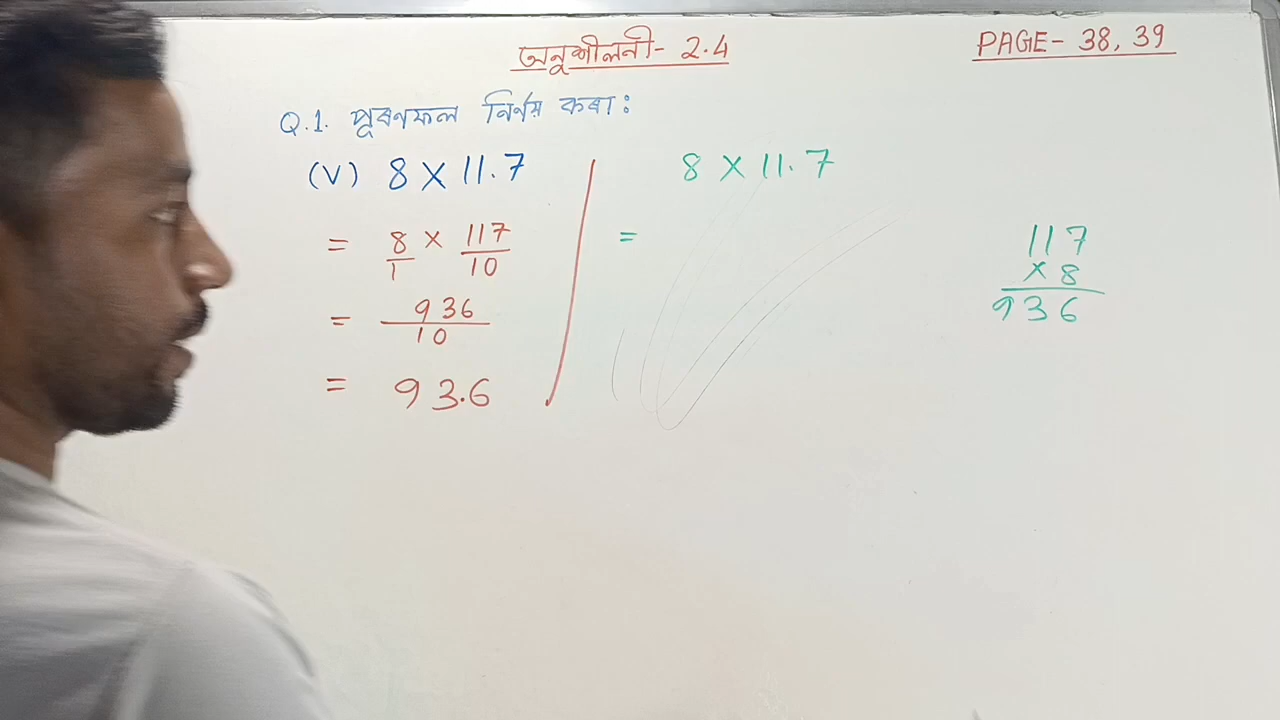 অনুশীলনী- 2.4
PAGE- 38, 39
Q.1. পূৰণফল নিৰ্ণয় কৰা:
(V) 8 X 11.7
= 8/1 × 117/10
= 936/10
= 93.6
8 X 11.7
=
117
× 8
936